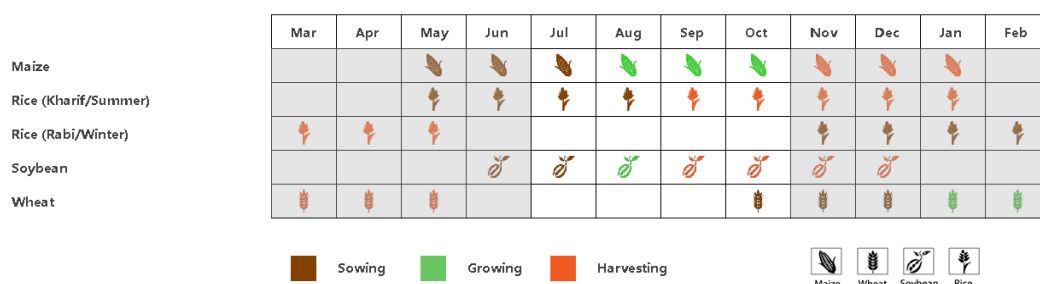 Mar Apr May Jun Jul Aug Sep Oct Nov Dec Jan Feb
Maize
Rice (Kharif/Summer)
Rice (Rabi/Winter)
Soybean
Wheat
Sowing Growing Harvesting
Maize Wheat Soybean Rice